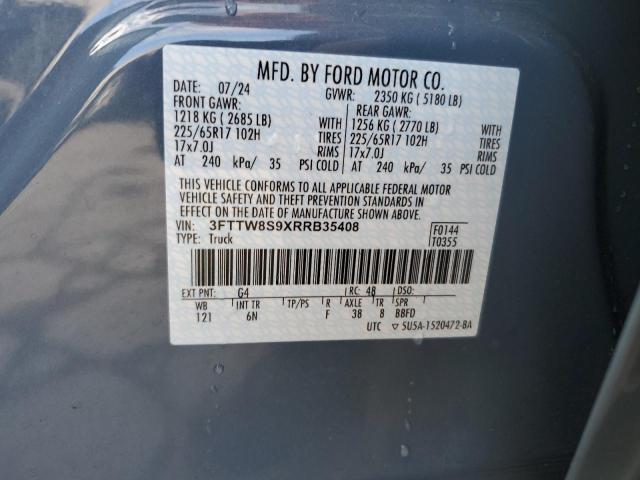 MFD. BY FORD MOTOR CO.
DATE: 07/24 GVWR: 2350 KG ( 5180 LB)
FRONT GAWR: REAR GAWR:
1218 KG ( 2685 LB) WITH 1256 KG ( 2770 LB) WITH
225/65R17 102H TIRES 225/65R17 102H TIRES
17x7.0J RIMS 17x7.0J RIMS
AT 240 kPa/ 35 PSI COLD AT 240 kPa/ 35 PSI COLD
THIS VEHICLE CONFORMS TO ALL APPLICABLE FEDERAL MOTOR
VEHICLE SAFETY, BUMPER, AND THEFT PREVENTION STANDARDS IN
EFFECT ON THE DATE OF MANUFACTURE SHOWN ABOVE.
VIN: 3FTTW8S9XRRB35408 F0144
TYPE: Truck T0355
EXT PNT: G4 RC: 48 DSO:
WB INT TR TP/PS R AXLE TR SPR
121 6N F 38 8 BBFD
UTC ▽ 5U5A-1520472-BA